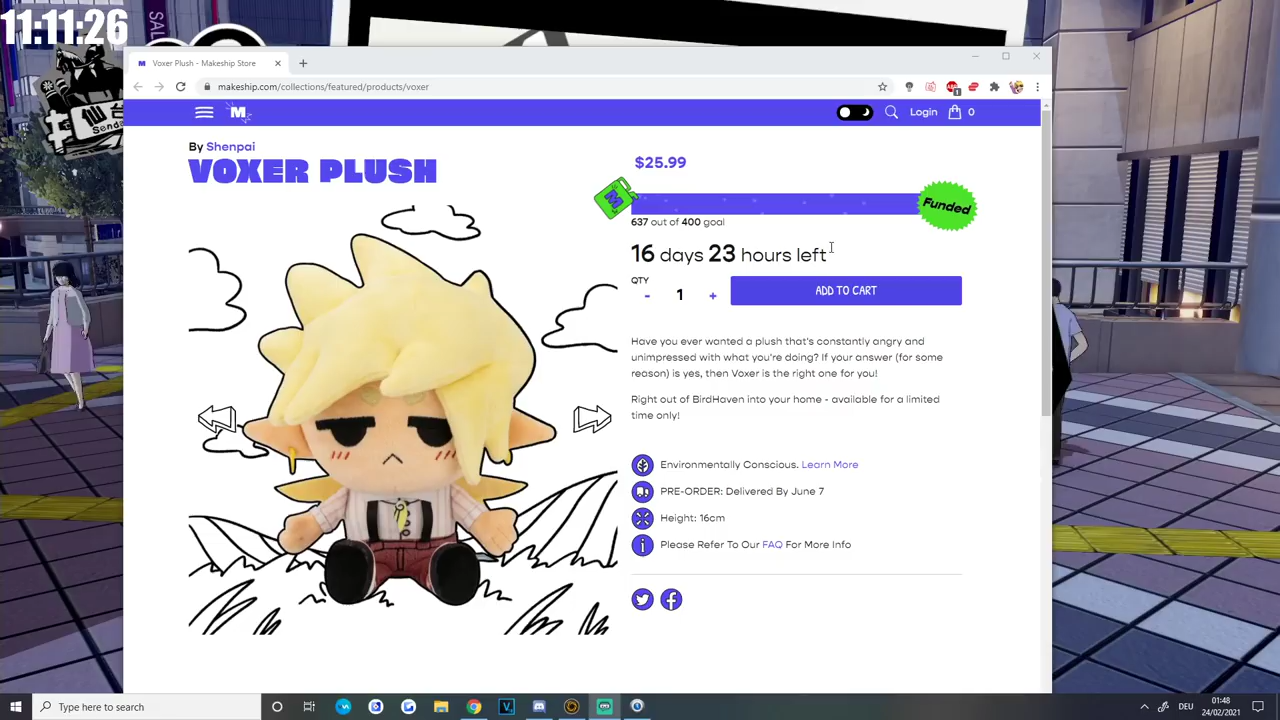 11:11:26
SALE
仙台
Senda
Voxer Plush - Makeship Store
makeship.com/collections/featured/products/voxer
M
Login
0
By Shenpai
VOXER PLUSH
$25.99
M
Funded
637 out of 400 goal
16 days 23 hours left
QTY
- 1 +
ADD TO CART
Have you ever wanted a plush that's constantly angry and
unimpressed with what you're doing? If your answer (for some
reason) is yes, then Voxer is the right one for you!
Right out of BirdHaven into your home - available for a limited
time only!
Environmentally Conscious. Learn More
PRE-ORDER: Delivered By June 7
Height: 16cm
Please Refer To Our FAQ For More Info
Type here to search
DEU
01:48
24/02/2021